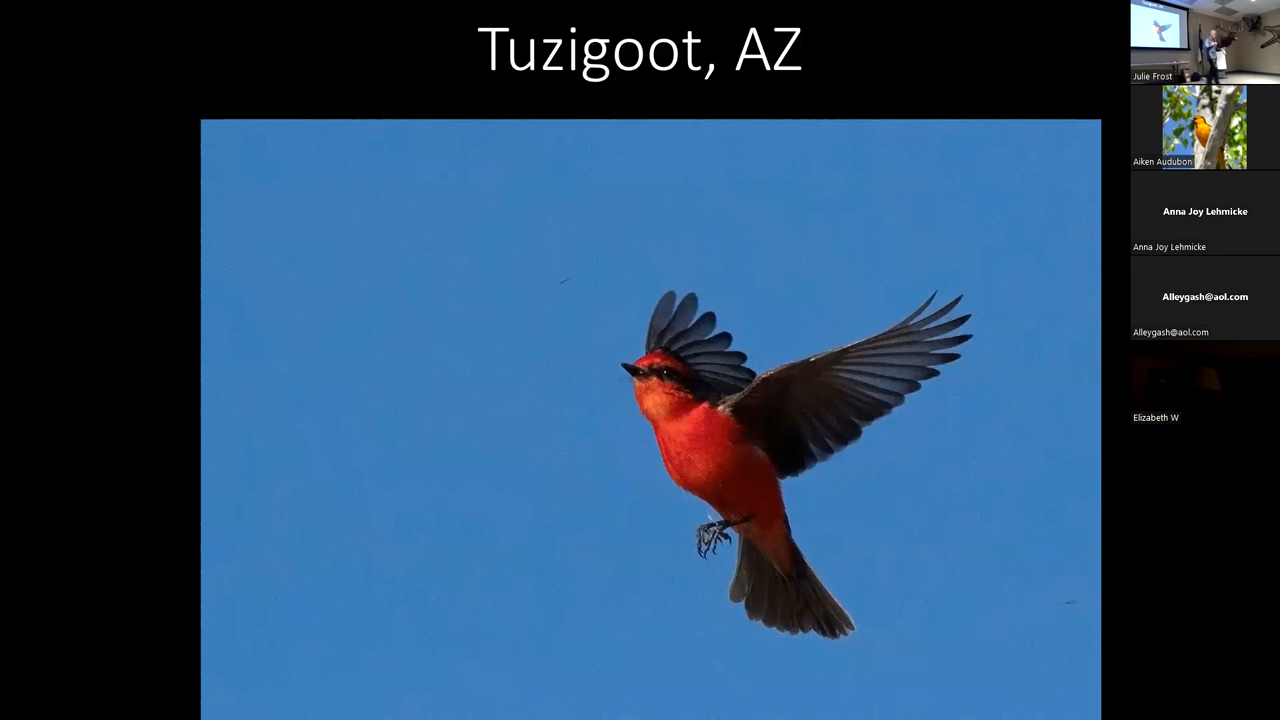 Tuzigoot, AZ
Julie Frost
Aiken Audubon
Anna Joy Lehmicke
Anna Joy Lehmicke
Alleygash@aol.com
Alleygash@aol.com
Elizabeth W